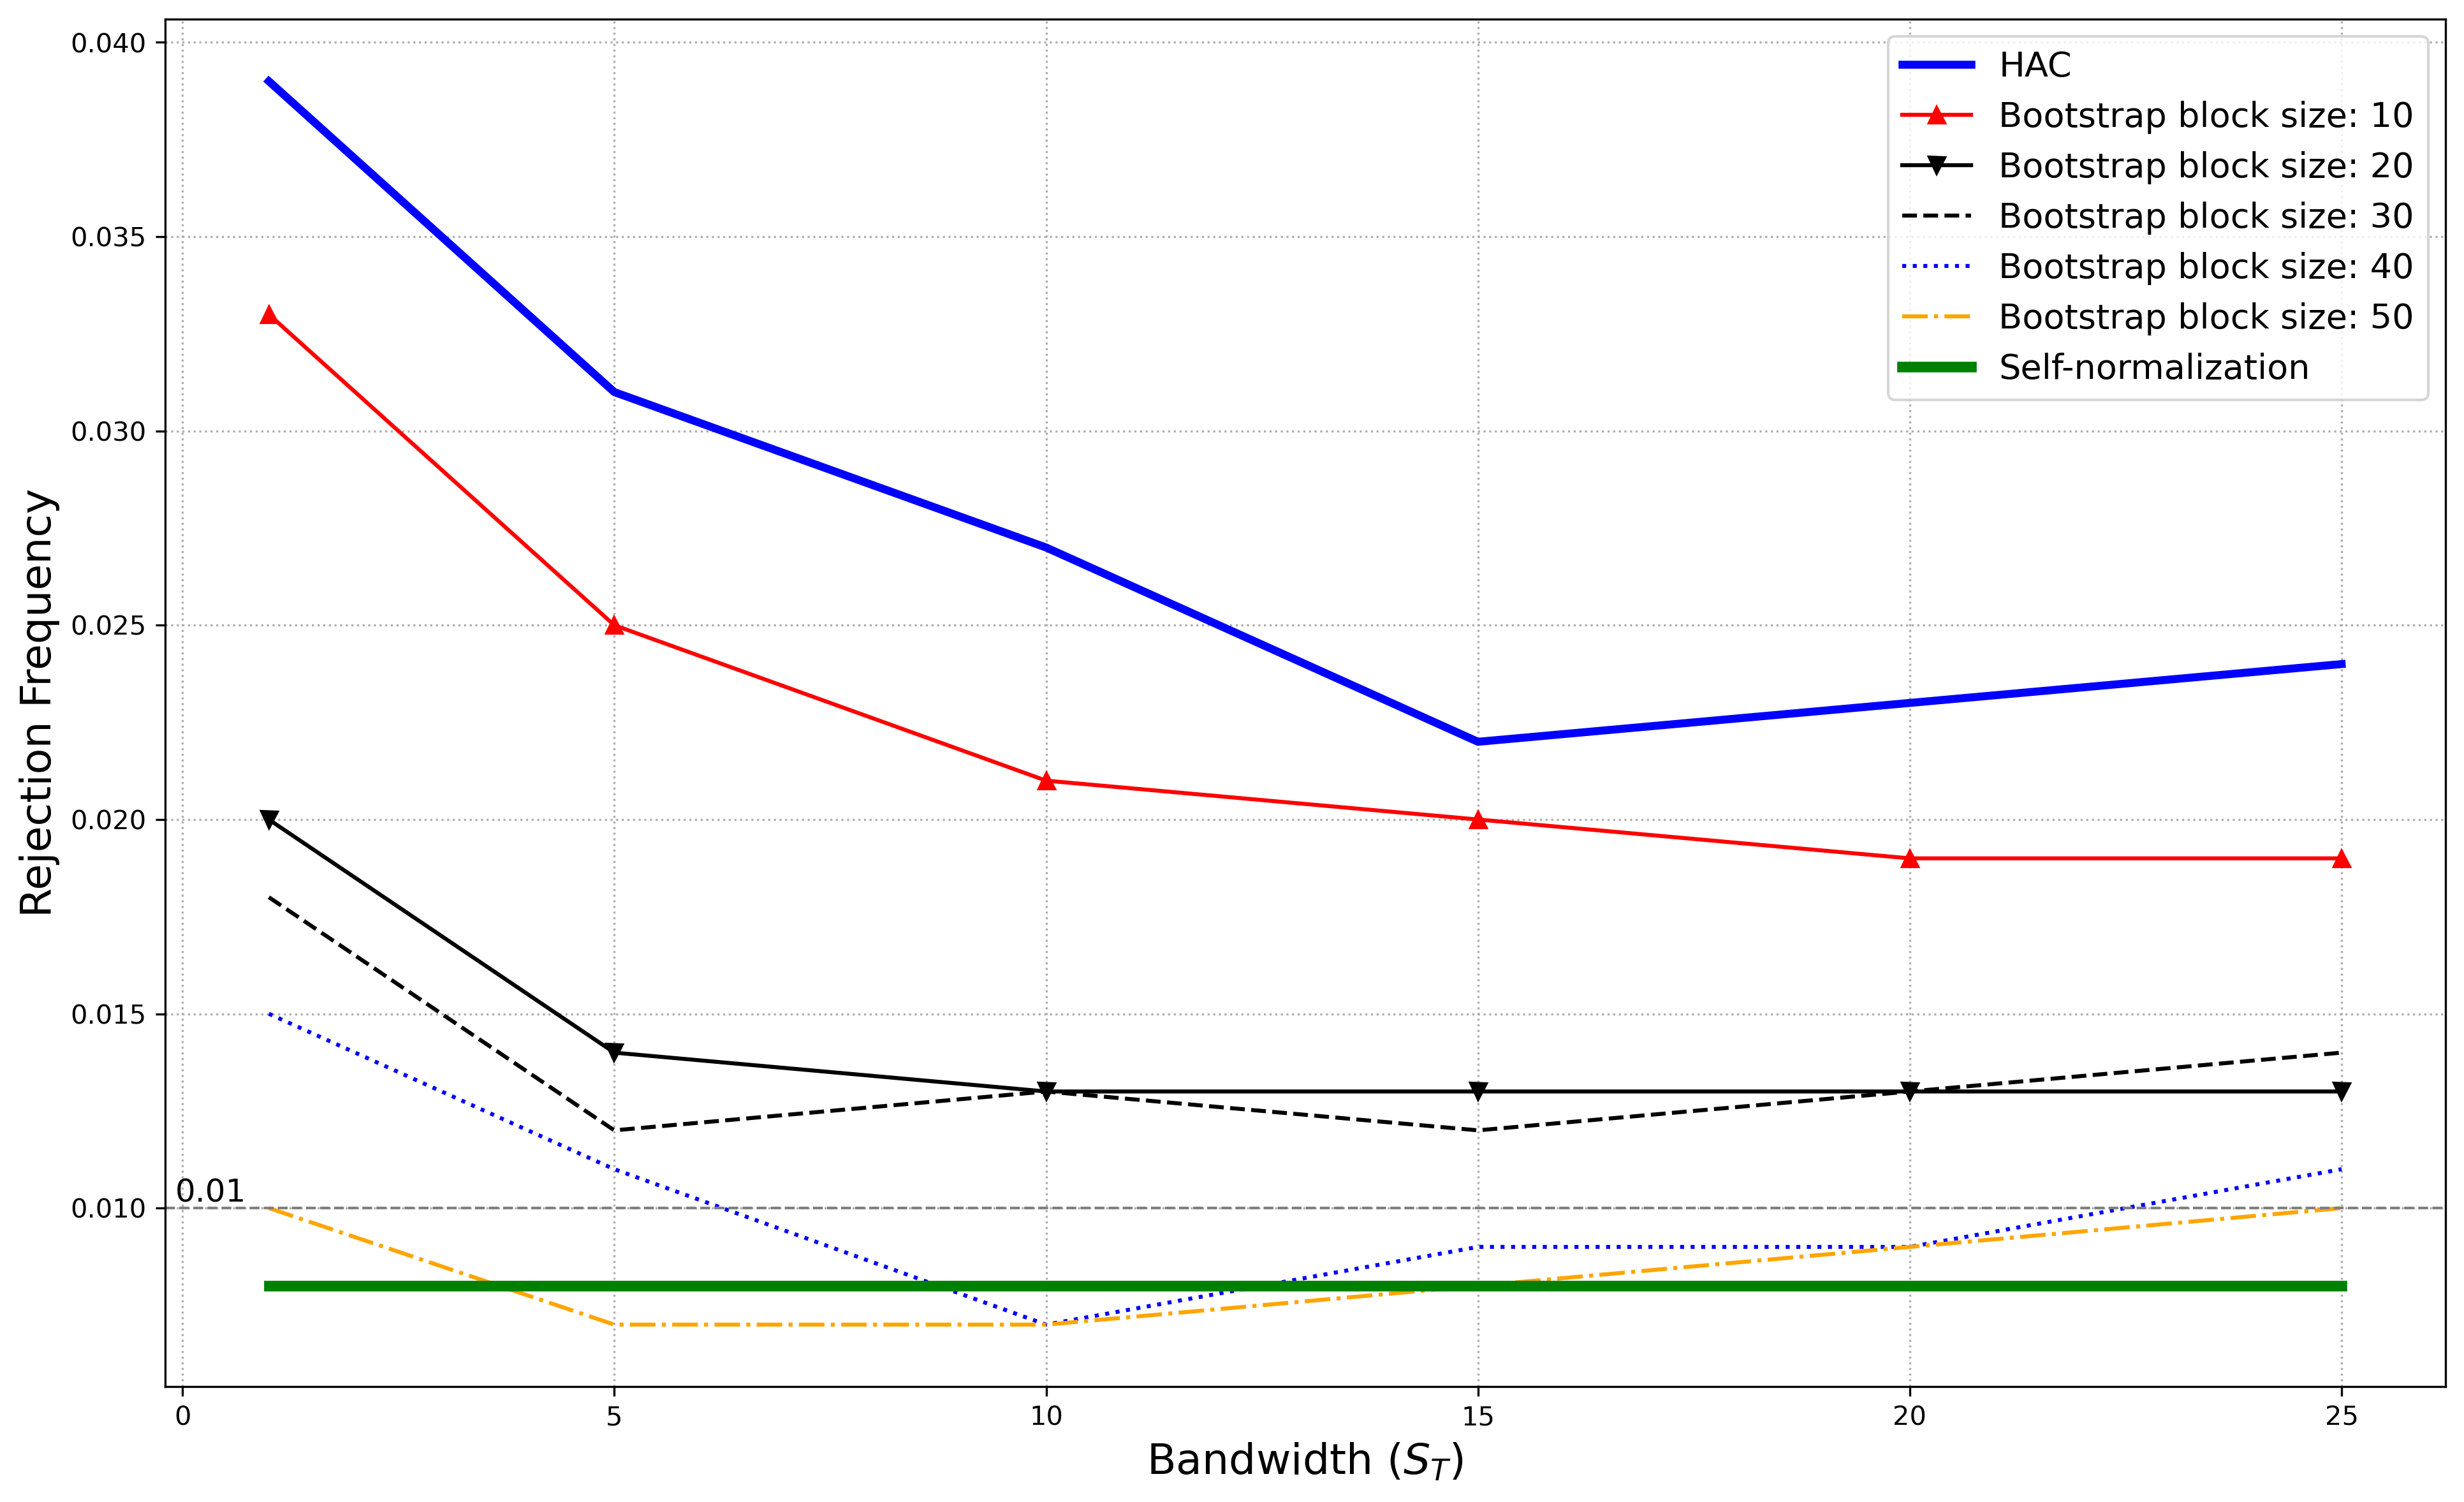 0.040
0.035
0.030
0.025
0.020
0.015
0.010
Rejection Frequency
0.01
HAC
Bootstrap block size: 10
Bootstrap block size: 20
Bootstrap block size: 30
Bootstrap block size: 40
Bootstrap block size: 50
Self-normalization
0 5 10 15 20 25
Bandwidth (S_T)